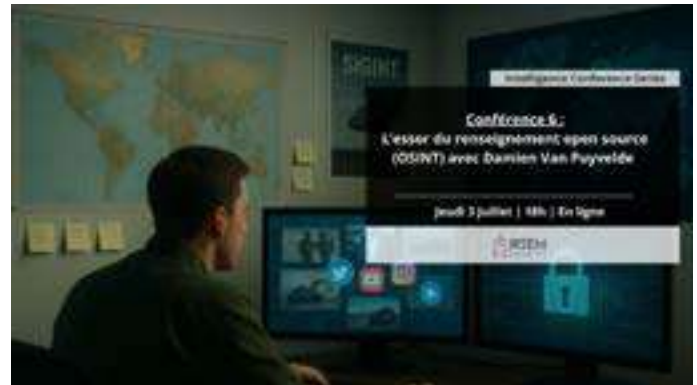 SIGINT
Intelligence Conference Series
Conférence 6 :
L'essor du renseignement open source
(OSINT) avec Damien Van Puyvelde
Jeudi 3 juillet | 18h | En ligne